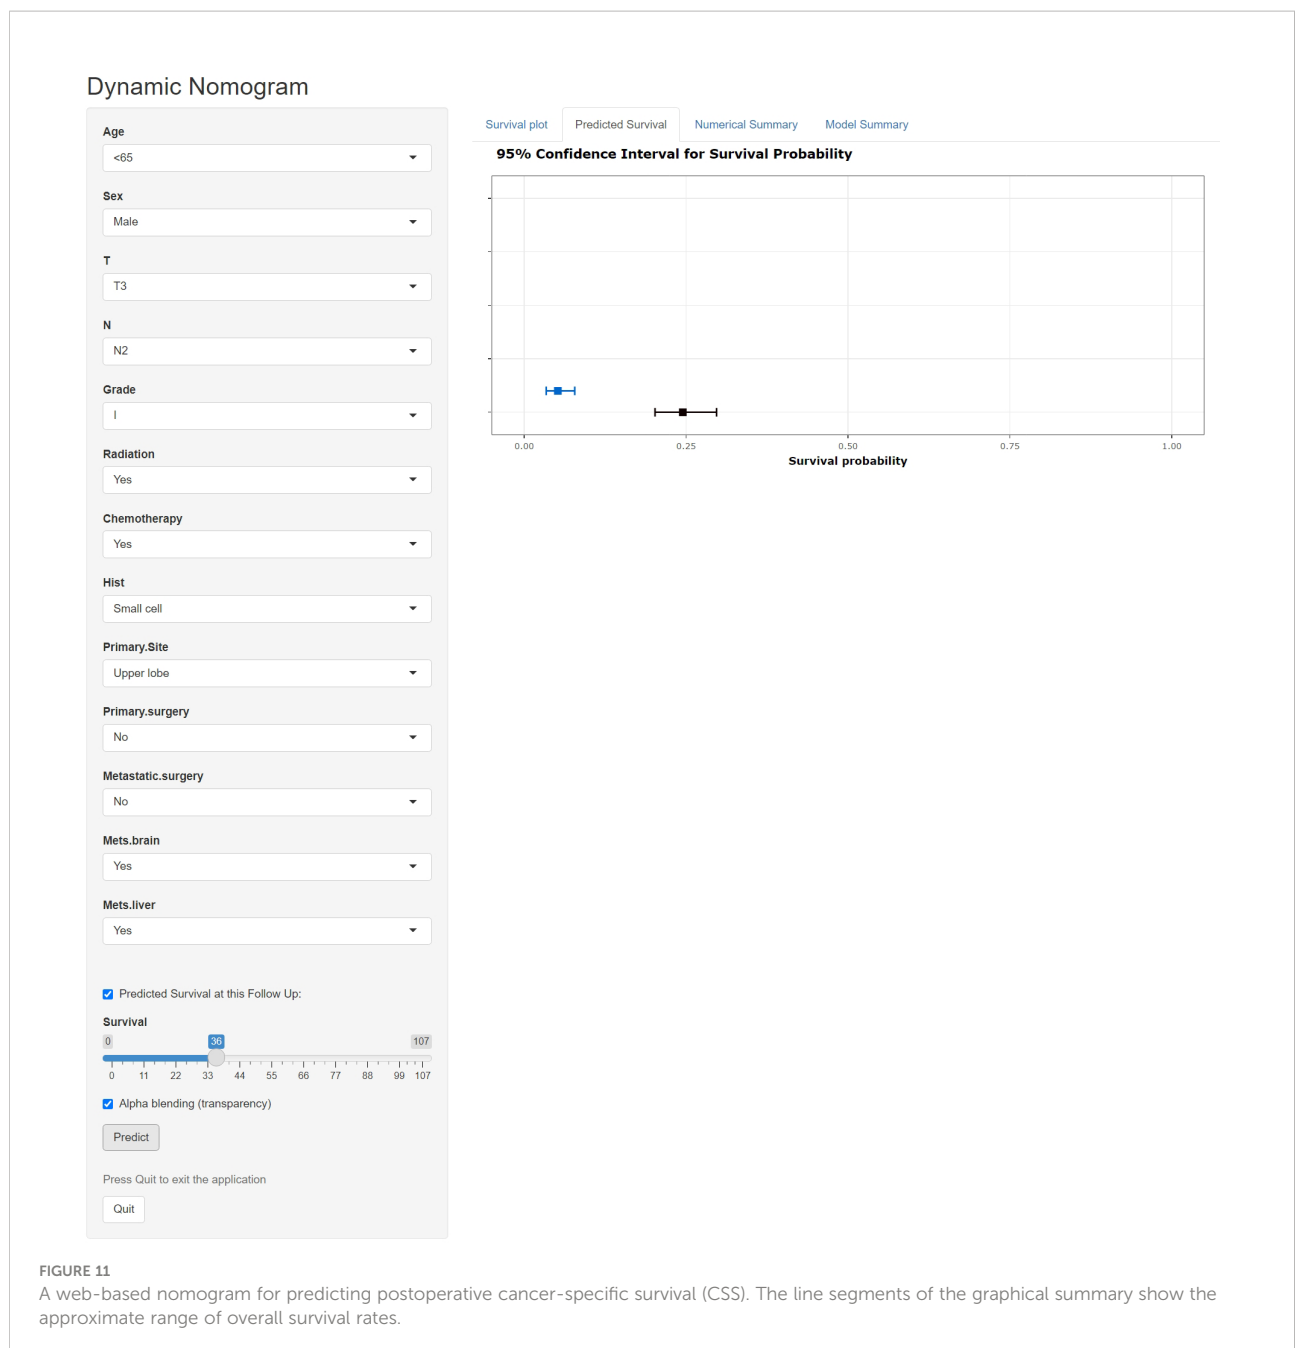 Dynamic Nomogram
Age
<65
Sex
Male
T
T3
N
N2
Grade
I
Radiation
Yes
Chemotherapy
Yes
Hist
Small cell
Primary.Site
Upper lobe
Primary.surgery
No
Metastatic.surgery
No
Mets.brain
Yes
Mets.liver
Yes
Predicted Survival at this Follow Up:
Survival
0 36 107
0 11 22 33 44 55 66 77 88 99 107
Alpha blending (transparency)
Predict
Press Quit to exit the application
Quit
Survival plot Predicted Survival Numerical Summary Model Summary
95% Confidence Interval for Survival Probability
0.00 0.25 0.50 0.75 1.00
Survival probability
FIGURE 11
A web-based nomogram for predicting postoperative cancer-specific survival (CSS). The line segments of the graphical summary show the
approximate range of overall survival rates.